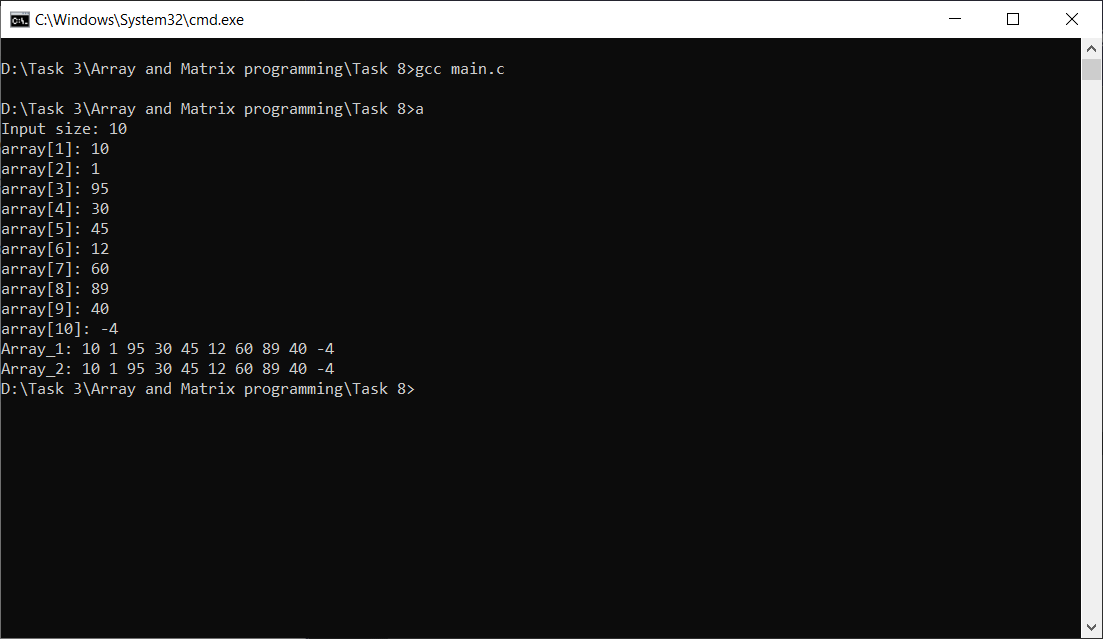 C:\Windows\System32\cmd.exe
D:\Task 3\Array and Matrix programming\Task 8>gcc main.c
D:\Task 3\Array and Matrix programming\Task 8>a
Input size: 10
array[1]: 10
array[2]: 1
array[3]: 95
array[4]: 30
array[5]: 45
array[6]: 12
array[7]: 60
array[8]: 89
array[9]: 40
array[10]: -4
Array_1: 10 1 95 30 45 12 60 89 40 -4
Array_2: 10 1 95 30 45 12 60 89 40 -4
D:\Task 3\Array and Matrix programming\Task 8>